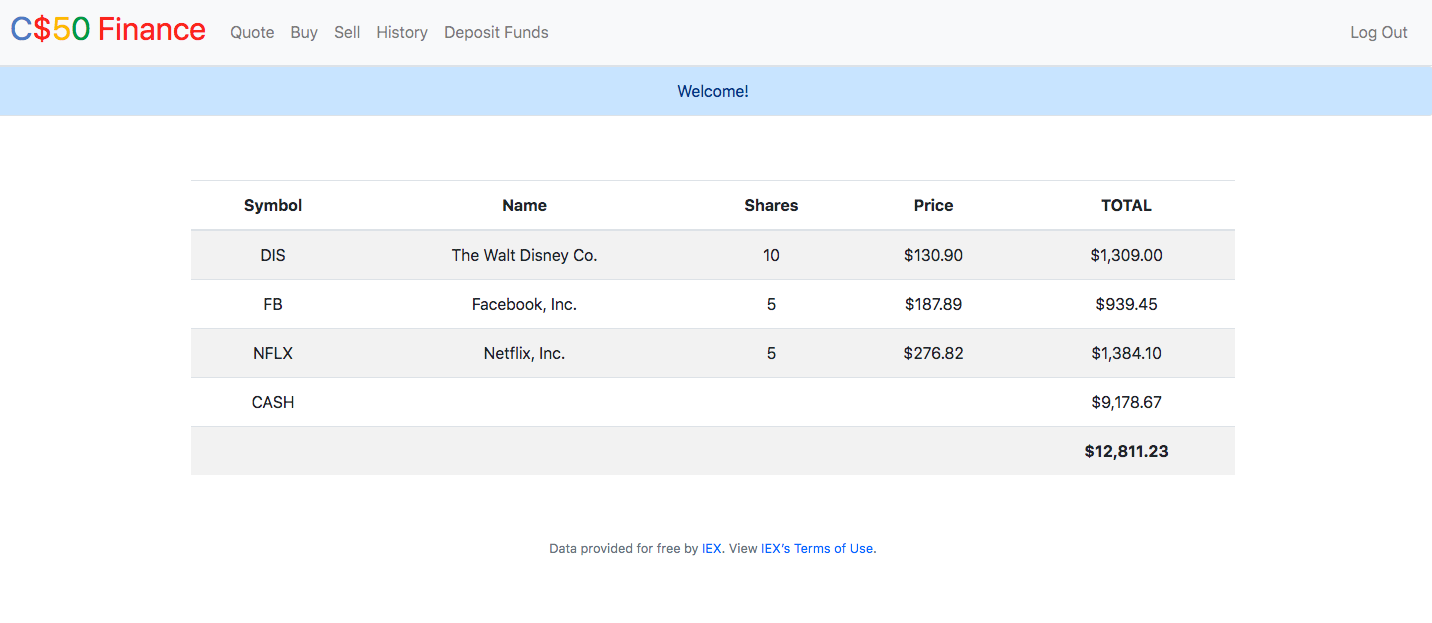 C$50 Finance Quote Buy Sell History Deposit Funds Log Out
Welcome!
Symbol Name Shares Price TOTAL
DIS The Walt Disney Co. 10 $130.90 $1,309.00
FB Facebook, Inc. 5 $187.89 $939.45
NFLX Netflix, Inc. 5 $276.82 $1,384.10
CASH $9,178.67
$12,811.23
Data provided for free by IEX. View IEX's Terms of Use.